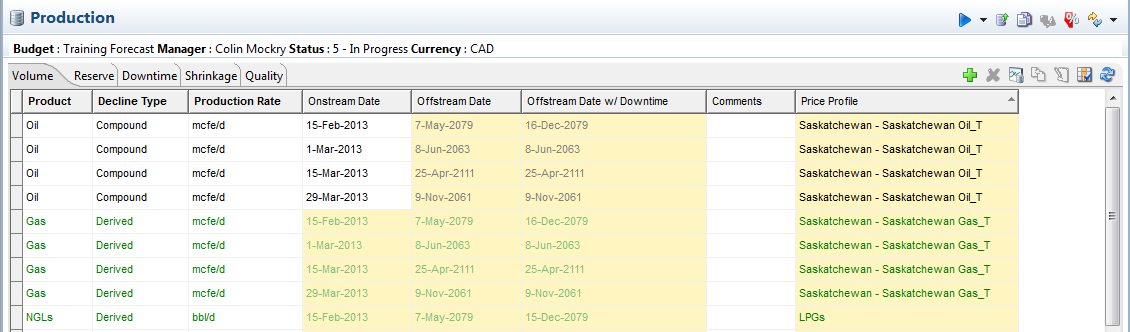 Production
Budget : Training Forecast Manager : Colin Mockry Status : 5 - In Progress Currency : CAD
Volume Reserve Downtime Shrinkage Quality
Product Decline Type Production Rate Onstream Date Offstream Date Offstream Date w/ Downtime Comments Price Profile
Oil Compound mcfe/d 15-Feb-2013 7-May-2079 16-Dec-2079 Saskatchewan - Saskatchewan Oil_T
Oil Compound mcfe/d 1-Mar-2013 8-Jun-2063 8-Jun-2063 Saskatchewan - Saskatchewan Oil_T
Oil Compound mcfe/d 15-Mar-2013 25-Apr-2111 25-Apr-2111 Saskatchewan - Saskatchewan Oil_T
Oil Compound mcfe/d 29-Mar-2013 9-Nov-2061 9-Nov-2061 Saskatchewan - Saskatchewan Oil_T
Gas Derived mcfe/d 15-Feb-2013 7-May-2079 16-Dec-2079 Saskatchewan - Saskatchewan Gas_T
Gas Derived mcfe/d 1-Mar-2013 8-Jun-2063 8-Jun-2063 Saskatchewan - Saskatchewan Gas_T
Gas Derived mcfe/d 15-Mar-2013 25-Apr-2111 25-Apr-2111 Saskatchewan - Saskatchewan Gas_T
Gas Derived mcfe/d 29-Mar-2013 9-Nov-2061 9-Nov-2061 Saskatchewan - Saskatchewan Gas_T
NGLs Derived bbl/d 15-Feb-2013 7-May-2079 15-Dec-2079 LPGs